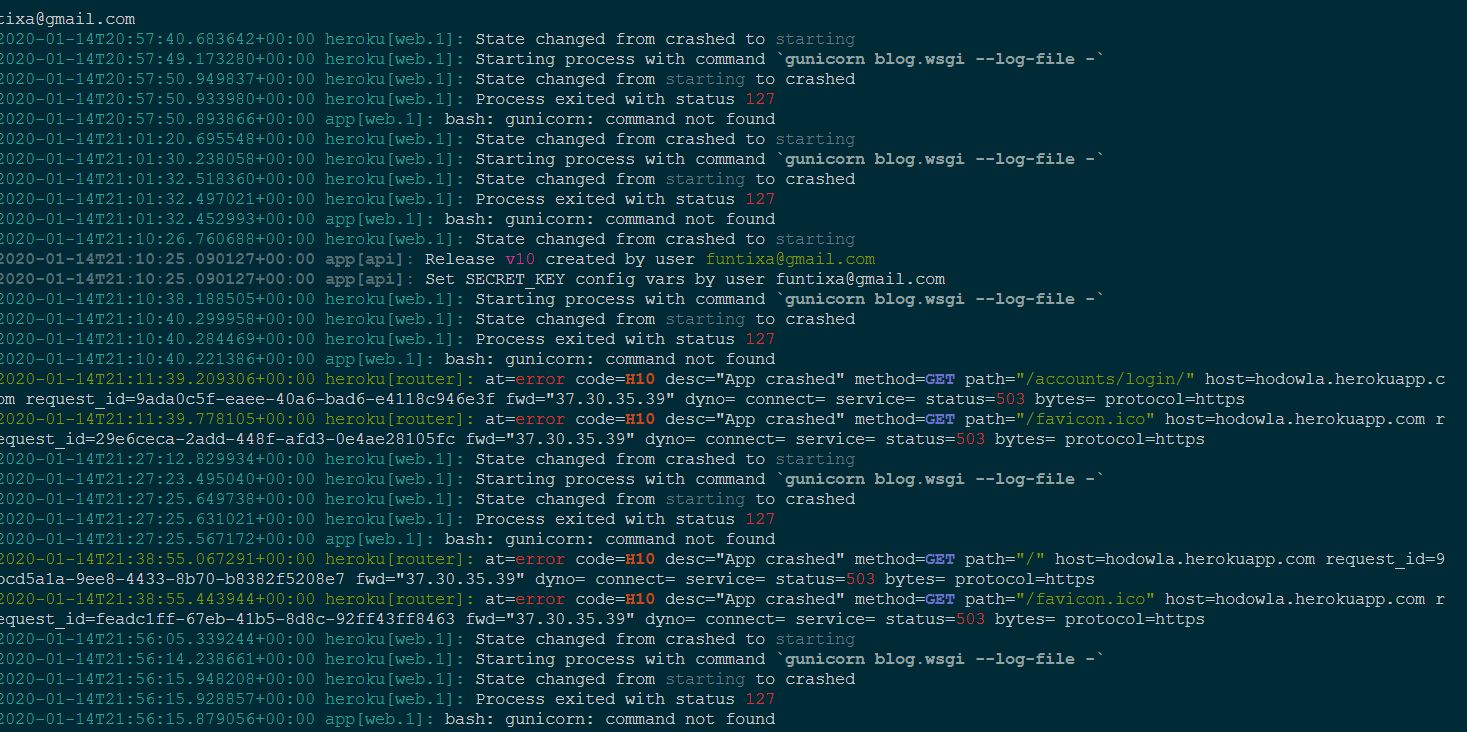 tixa@gmail.com
2020-01-14T20:57:40.683642+00:00 heroku[web.1]: State changed from crashed to starting
2020-01-14T20:57:49.173280+00:00 heroku[web.1]: Starting process with command `gunicorn blog.wsgi --log-file -`
2020-01-14T20:57:50.949837+00:00 heroku[web.1]: State changed from starting to crashed
2020-01-14T20:57:50.933980+00:00 heroku[web.1]: Process exited with status 127
2020-01-14T20:57:50.893866+00:00 app[web.1]: bash: gunicorn: command not found
2020-01-14T21:01:20.695548+00:00 heroku[web.1]: State changed from crashed to starting
2020-01-14T21:01:30.238058+00:00 heroku[web.1]: Starting process with command `gunicorn blog.wsgi --log-file -`
2020-01-14T21:01:32.518360+00:00 heroku[web.1]: State changed from starting to crashed
2020-01-14T21:01:32.497021+00:00 heroku[web.1]: Process exited with status 127
2020-01-14T21:01:32.452993+00:00 app[web.1]: bash: gunicorn: command not found
2020-01-14T21:10:26.760688+00:00 heroku[web.1]: State changed from crashed to starting
2020-01-14T21:10:25.090127+00:00 app[api]: Release v10 created by user funtixa@gmail.com
2020-01-14T21:10:25.090127+00:00 app[api]: Set SECRET_KEY config vars by user funtixa@gmail.com
2020-01-14T21:10:38.188505+00:00 heroku[web.1]: Starting process with command `gunicorn blog.wsgi --log-file -`
2020-01-14T21:10:40.299958+00:00 heroku[web.1]: State changed from starting to crashed
2020-01-14T21:10:40.284469+00:00 heroku[web.1]: Process exited with status 127
2020-01-14T21:10:40.221386+00:00 app[web.1]: bash: gunicorn: command not found
2020-01-14T21:11:39.209306+00:00 heroku[router]: at=error code=H10 desc="App crashed" method=GET path="/accounts/login/" host=hodowla.herokuapp.c
om request_id=9ada0c5f-eaee-40a6-bad6-e4118c946e3f fwd="37.30.35.39" dyno= connect= service= status=503 bytes= protocol=https
2020-01-14T21:11:39.778105+00:00 heroku[router]: at=error code=H10 desc="App crashed" method=GET path="/favicon.ico" host=hodowla.herokuapp.com r
equest_id=29e6ceca-2add-448f-afd3-0e4ae28105fc fwd="37.30.35.39" dyno= connect= service= status=503 bytes= protocol=https
2020-01-14T21:27:12.829934+00:00 heroku[web.1]: State changed from crashed to starting
2020-01-14T21:27:23.495040+00:00 heroku[web.1]: Starting process with command `gunicorn blog.wsgi --log-file -`
2020-01-14T21:27:25.649738+00:00 heroku[web.1]: State changed from starting to crashed
2020-01-14T21:27:25.631021+00:00 heroku[web.1]: Process exited with status 127
2020-01-14T21:27:25.567172+00:00 app[web.1]: bash: gunicorn: command not found
2020-01-14T21:38:55.067291+00:00 heroku[router]: at=error code=H10 desc="App crashed" method=GET path="/" host=hodowla.herokuapp.com request_id=9
bcd5a1a-9ee8-4433-8b70-b8382f5208e7 fwd="37.30.35.39" dyno= connect= service= status=503 bytes= protocol=https
2020-01-14T21:38:55.443944+00:00 heroku[router]: at=error code=H10 desc="App crashed" method=GET path="/favicon.ico" host=hodowla.herokuapp.com r
equest_id=feadc1ff-67eb-41b5-8d8c-92ff43ff8463 fwd="37.30.35.39" dyno= connect= service= status=503 bytes= protocol=https
2020-01-14T21:56:05.339244+00:00 heroku[web.1]: State changed from crashed to starting
2020-01-14T21:56:14.238661+00:00 heroku[web.1]: Starting process with command `gunicorn blog.wsgi --log-file -`
2020-01-14T21:56:15.948208+00:00 heroku[web.1]: State changed from starting to crashed
2020-01-14T21:56:15.928857+00:00 heroku[web.1]: Process exited with status 127
2020-01-14T21:56:15.879056+00:00 app[web.1]: bash: gunicorn: command not found